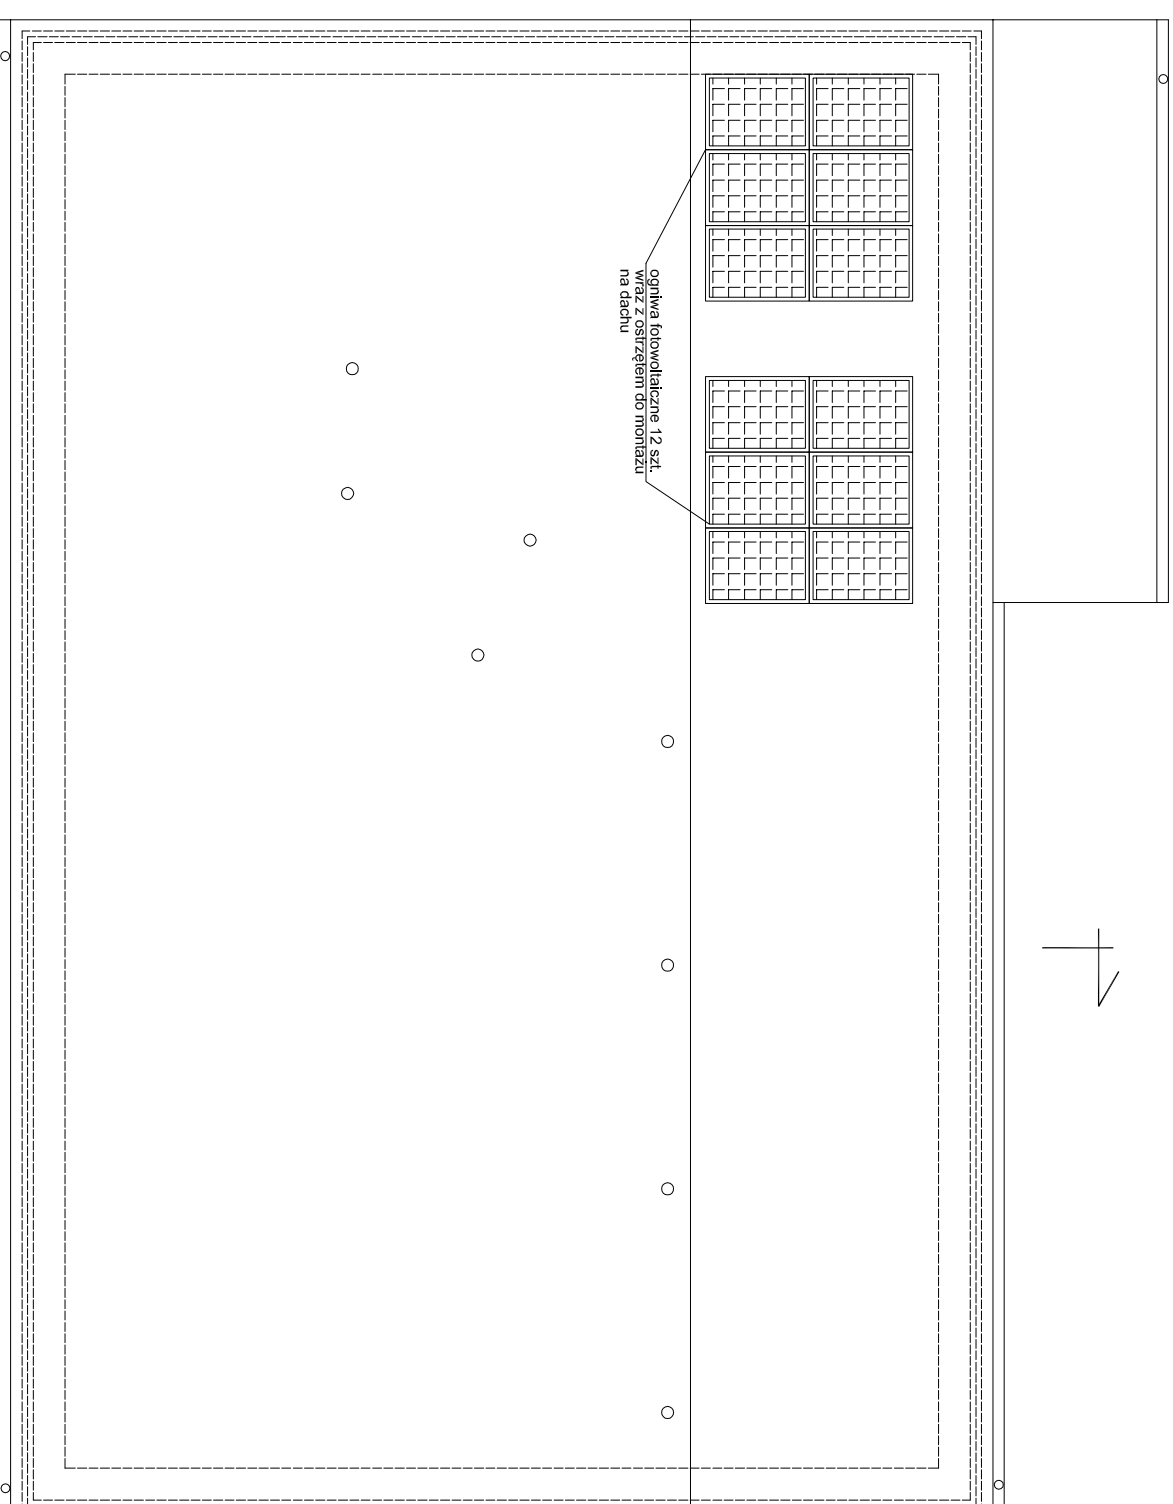 ogniwa fotowoltaiczne 12 szt.
wraz z ostrzętem do montażu
na dachu